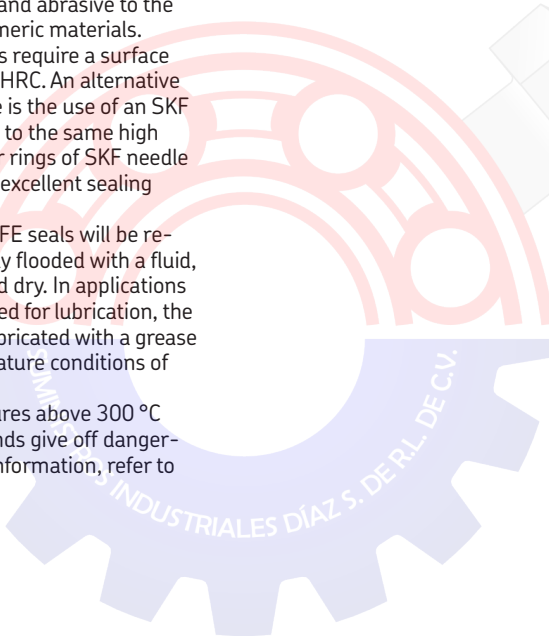 and abrasive to the
meric materials.
s require a surface
HRC. An alternative
e is the use of an SKF
to the same high
r rings of SKF needle
excellent sealing
FE seals will be re-
y flooded with a fluid,
d dry. In applications
ed for lubrication, the
bricated with a grease
ature conditions of
ures above 300 °C
nds give off danger-
nformation, refer to
SUMINISTROS INDUSTRIALES DÍAZ S. DE R.L. DE C.V.